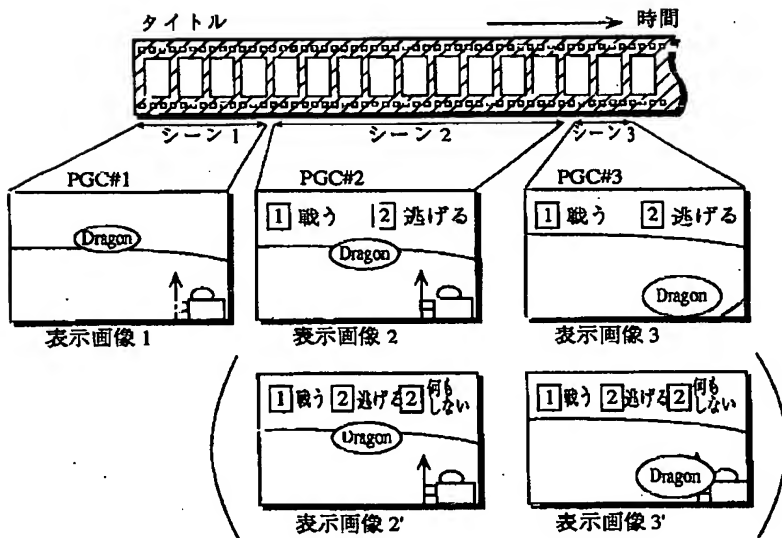 タイトル
時間
シーン 1
シーン 2
シーン 3
PGC#1
PGC#2
PGC#3
Dragon
1 戦う 2 逃げる
Dragon
1 戦う 2 逃げる
Dragon
表示画像 1
表示画像 2
表示画像 3
1 戦う 2 逃げる 2 何も
しない
Dragon
1 戦う 2 逃げる 2 何も
しない
Dragon
表示画像 2'
表示画像 3'